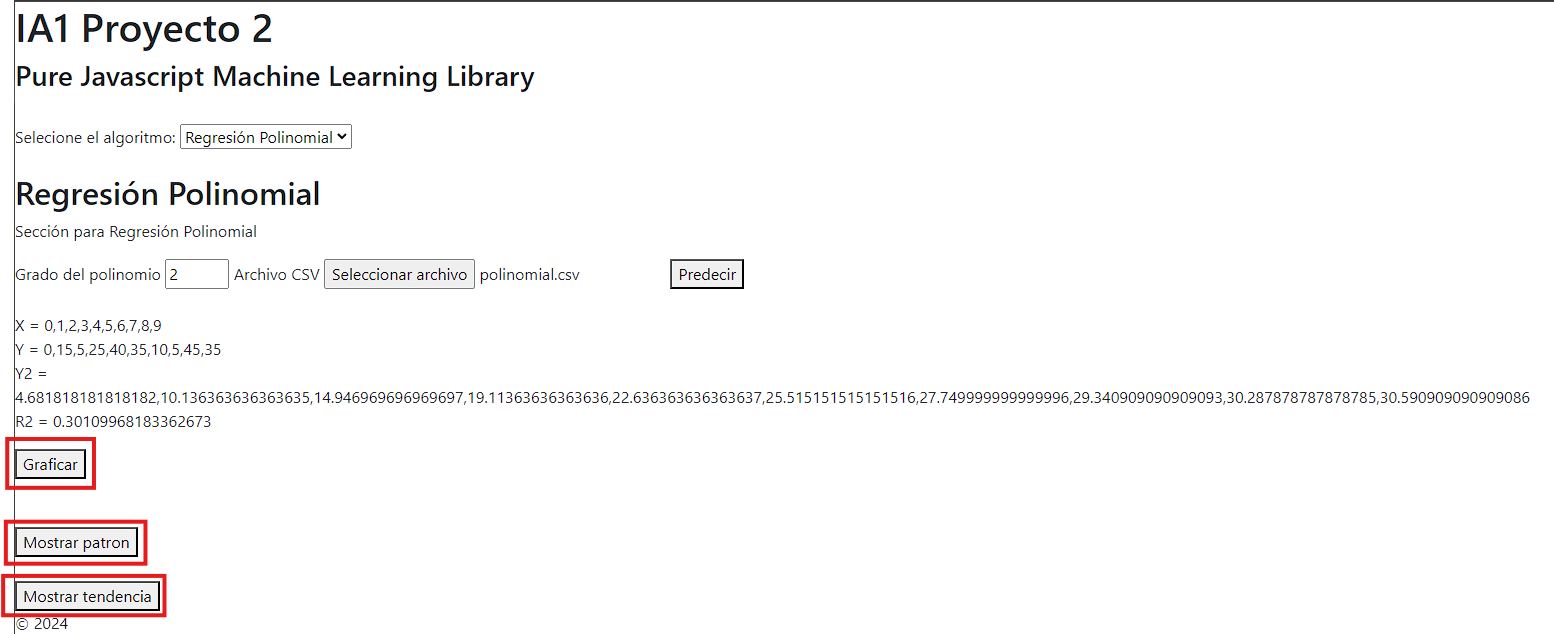 IA1 Proyecto 2
Pure Javascript Machine Learning Library
Selecione el algoritmo: Regresión Polinomial
Regresión Polinomial
Sección para Regresión Polinomial
Grado del polinomio 2 Archivo CSV Seleccionar archivo polinomial.csv Predecir
X = 0,1,2,3,4,5,6,7,8,9
Y = 0,15,5,25,40,35,10,5,45,35
Y2 =
4.681818181818182,10.136363636363635,14.946969696969697,19.11363636363636,22.636363636363637,25.515151515151516,27.749999999999996,29.340909090909093,30.287878787878785,30.590909090909086
R2 = 0.30109968183362673
Graficar
Mostrar patron
Mostrar tendencia
© 2024